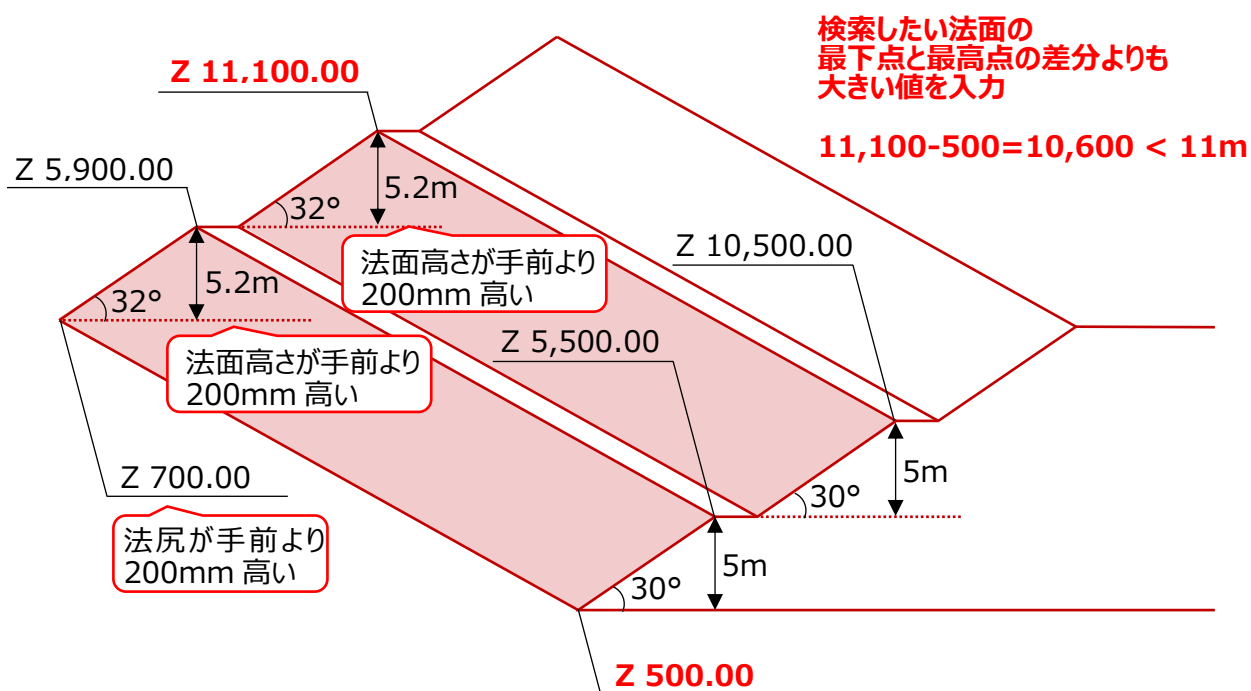 検索したい法面の
最下点と最高点の差分よりも
大きい値を入力
11,100-500=10,600 < 11m
Z 11,100.00
Z 5,900.00
5.2m
32°
法面高さが手前より
200mm 高い
Z 10,500.00
5.2m
32°
法面高さが手前より
200mm 高い
Z 5,500.00
Z 700.00
法尻が手前より
200mm 高い
5m
30°
5m
30°
Z 500.00